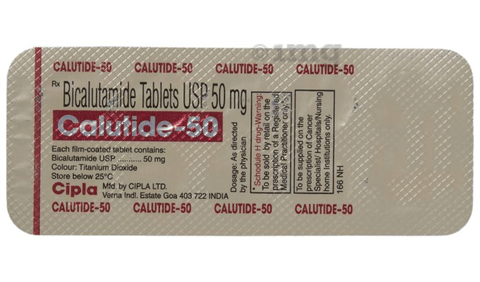 1mg
CALUTIDE-50 CALUTIDE-50 CALUTIDE-50 CALUTIDE-50
Rx Bicalutamide Tablets USP 50 mg
Calutide-50
Each film-coated tablet contains:
Bicalutamide USP .......... 50 mg
Colour: Titanium Dioxide
Store below 25°C
Cipla Mfd. by CIPLA LTD.
Verna Indl. Estate Goa 403 722 INDIA
Dosage: As directed
by the physician
* Schedule H drug-Warning:
To be sold by retail on the
prescription of a Registered
Medical Practitioner only.
To be supplied on the
prescription of Cancer
Specialist/ Hospitals/Nursing
home Institutions only.
166 NH
CALUTIDE-50 CALUTIDE-50 CALUTIDE-50 CALUTIDE-50